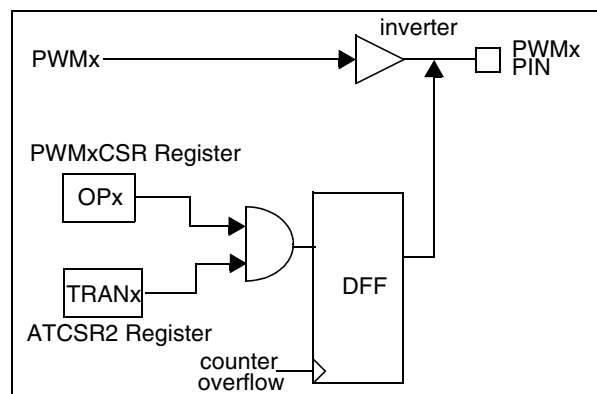 inverter
PWMx
PWMx
PIN
PWMxCSR Register
OPx
TRANx
DFF
ATCSR2 Register
counter
overflow